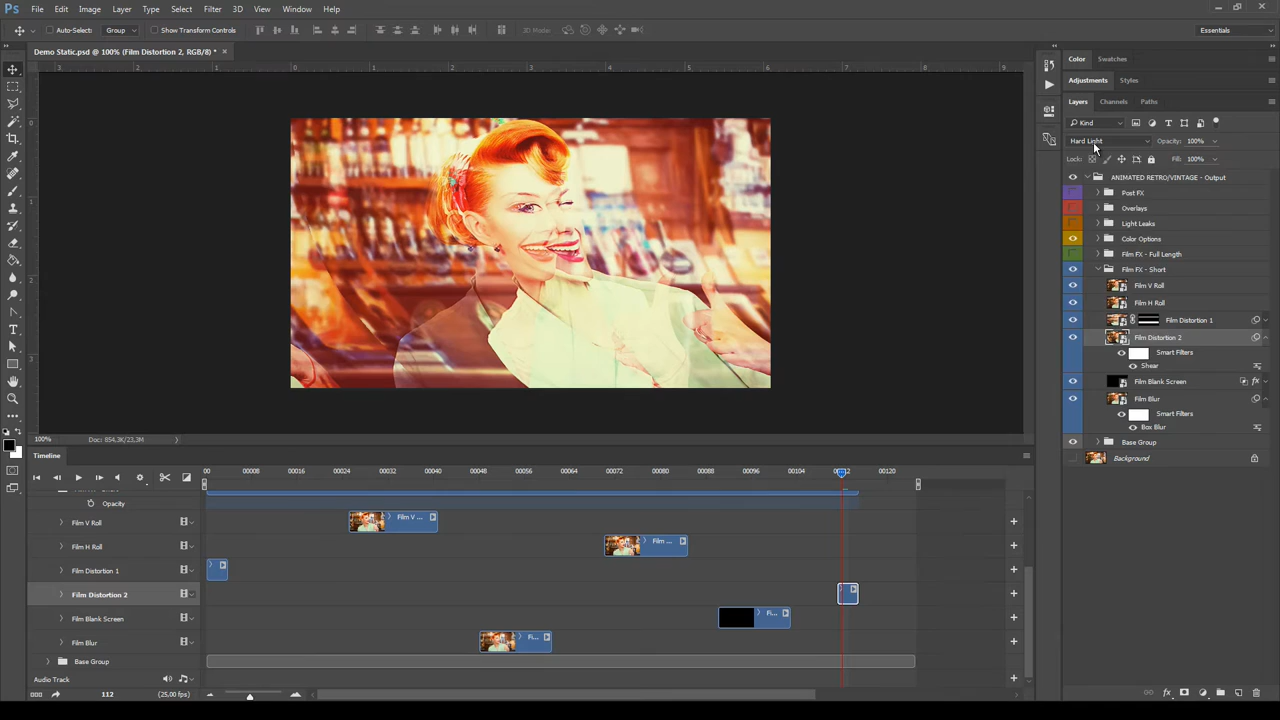 Ps File Edit Image Layer Type Select Filter 3D View Window Help
Auto-Select: Group Show Transform Controls 3D Mode: Essentials
Demo Static.psd @ 100% (Film Distortion 2, RGB/8) * ×
Color Swatches
Adjustments Styles
Layers Channels Paths
Kind
Hard Light Opacity: 100%
Lock: Fill: 100%
ANIMATED RETRO/VINTAGE - Output
Post FX
Overlays
Light Leaks
Color Options
Film FX - Full Length
Film FX - Short
Film V Roll
Film H Roll
Film Distortion 1
Film Distortion 2
Smart Filters
Shear
Film Blank Screen fx
Film Blur
Smart Filters
Box Blur
Base Group
Background
100% Doc: 854,3K/23,3M
Timeline
00 00008 00016 00024 00032 00040 00048 00056 00064 00072 00080 00088 00096 00104 00112 00120
Opacity
Film V Roll Film V ...
Film H Roll Film ...
Film Distortion 1
Film Distortion 2
Film Blank Screen Fi...
Film Blur Fi...
Base Group
Audio Track
112 (25,00 fps)